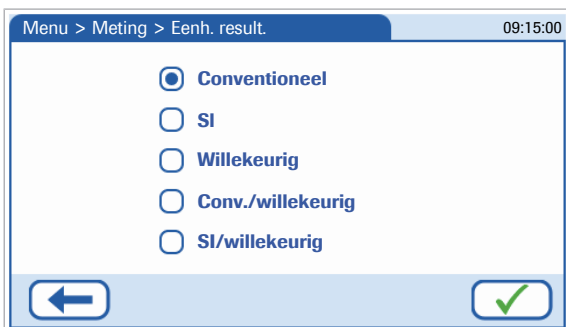 Menu > Meting > Eenh. result. 09:15:00
Conventioneel
SI
Willekeurig
Conv./willekeurig
SI/willekeurig